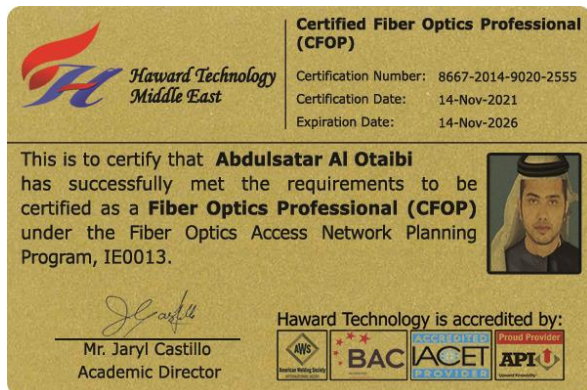 Haward Technology
Middle East
Certified Fiber Optics Professional
(CFOP)
Certification Number: 8667-2014-9020-2555
Certification Date: 14-Nov-2021
Expiration Date: 14-Nov-2026
This is to certify that Abdulsatar Al Otaibi
has successfully met the requirements to be
certified as a Fiber Optics Professional (CFOP)
under the Fiber Optics Access Network Planning
Program, IE0013.
Mr. Jaryl Castillo
Academic Director
Haward Technology is accredited by:
AWS
American Welding Society
BAC
ACCREDITED
IACET
PROVIDER
Proud Provider
API